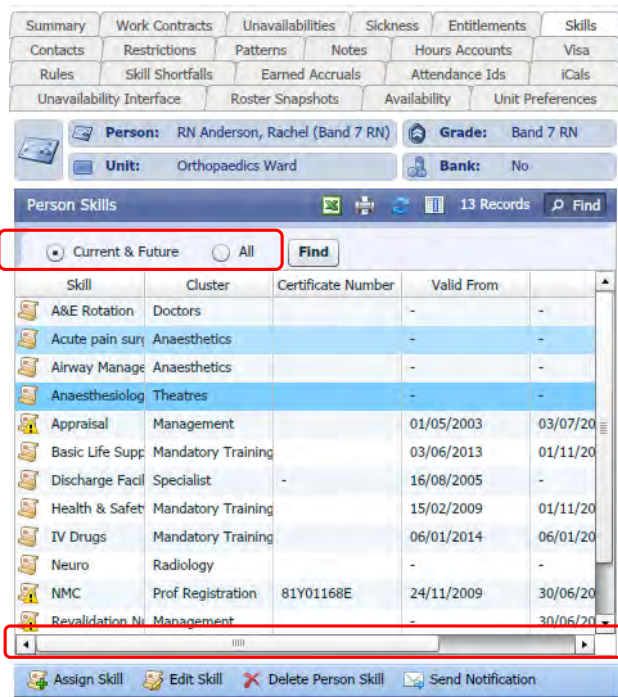 Summary Work Contracts Unavailabilities Sickness Entitlements Skills
Contacts Restrictions Patterns Notes Hours Accounts Visa
Rules Skill Shortfalls Earned Accruals Attendance Ids iCals
Unavailability Interface Roster Snapshots Availability Unit Preferences
Person: RN Anderson, Rachel (Band 7 RN) Grade: Band 7 RN
Unit: Orthopaedics Ward Bank: No
Person Skills 13 Records Find
Current & Future All Find
Skill Cluster Certificate Number Valid From
A&E Rotation Doctors - -
Acute pain surg Anaesthetics - -
Airway Manage Anaesthetics - -
Anaesthesiolog Theatres - -
Appraisal Management 01/05/2003 03/07/20
Basic Life Supp Mandatory Training 03/06/2013 01/11/20
Discharge Facil Specialist - 16/08/2005 -
Health & Safet Mandatory Training 15/02/2009 01/11/20
IV Drugs Mandatory Training 06/01/2014 06/01/20
Neuro Radiology - -
NMC Prof Registration 81Y01168E 24/11/2009 30/06/20
Revalidation Nu Management - 30/06/20
Assign Skill Edit Skill Delete Person Skill Send Notification